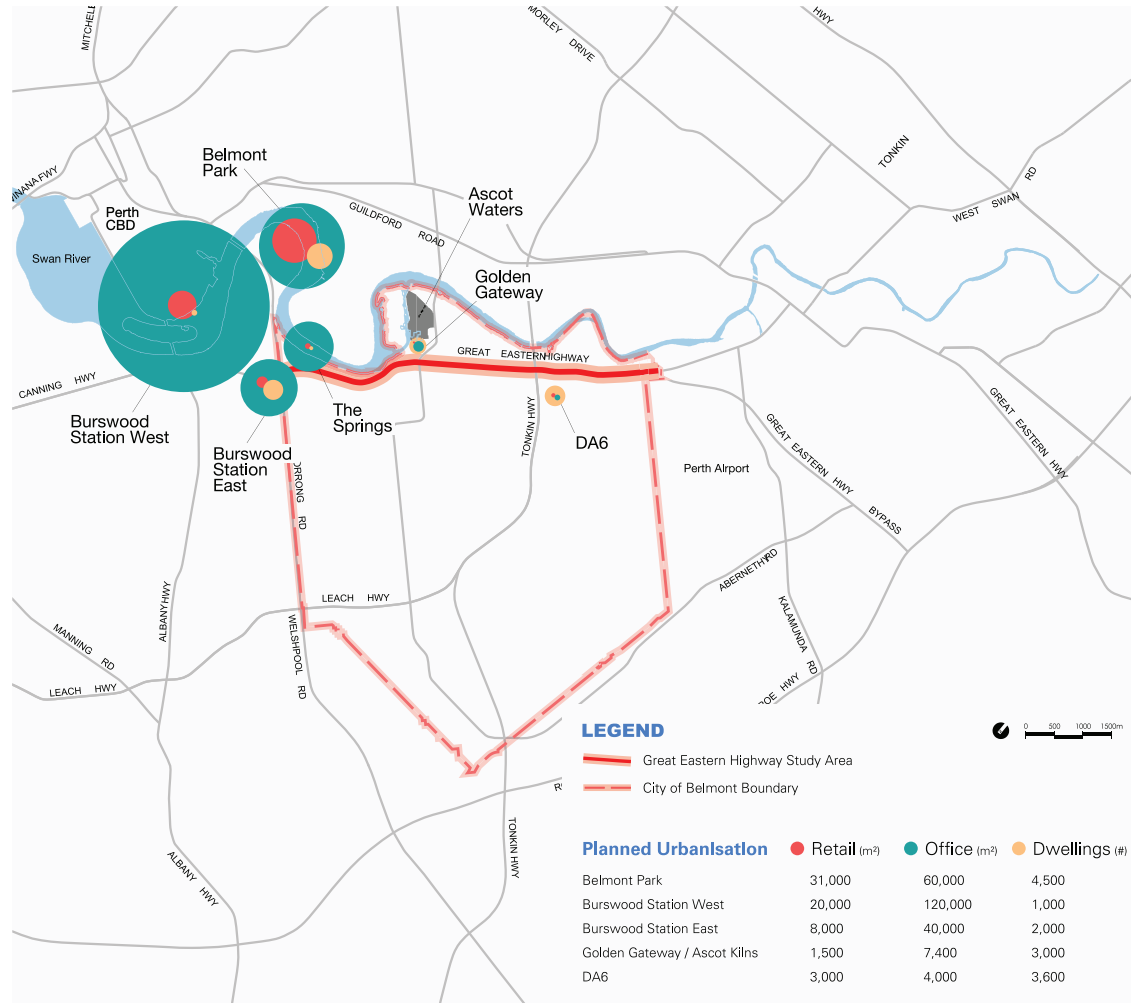 MITCHELL
MORLEY DRIVE
HWY
TONKIN
WEST SWAN RD
Belmont
Park
Ascot
Waters
GUILDFORD ROAD
Perth
CBD
Swan River
Golden
Gateway
GREAT EASTERN HIGHWAY
CANNING HWY
Burswood
Station West
The
Springs
Burswood
Station
East
TONKIN HWY
DA6
Perth Airport
GREAT EASTERN HWY
GREAT EASTERN HWY BYPASS
ORRONG RD
ABERNETHY RD
LEACH HWY
ALBANY HWY
WELSHPOOL RD
KALAMUNDA RD
MANNING RD
LEACH HWY
OE HWY
ALBANY HWY
TONKIN HWY
LEGEND
0 500 1000 1500m
Great Eastern Highway Study Area
City of Belmont Boundary
Planned Urbanisation Retail (m²) Office (m²) Dwellings (#)
Belmont Park 31,000 60,000 4,500
Burswood Station West 20,000 120,000 1,000
Burswood Station East 8,000 40,000 2,000
Golden Gateway / Ascot Kilns 1,500 7,400 3,000
DA6 3,000 4,000 3,600